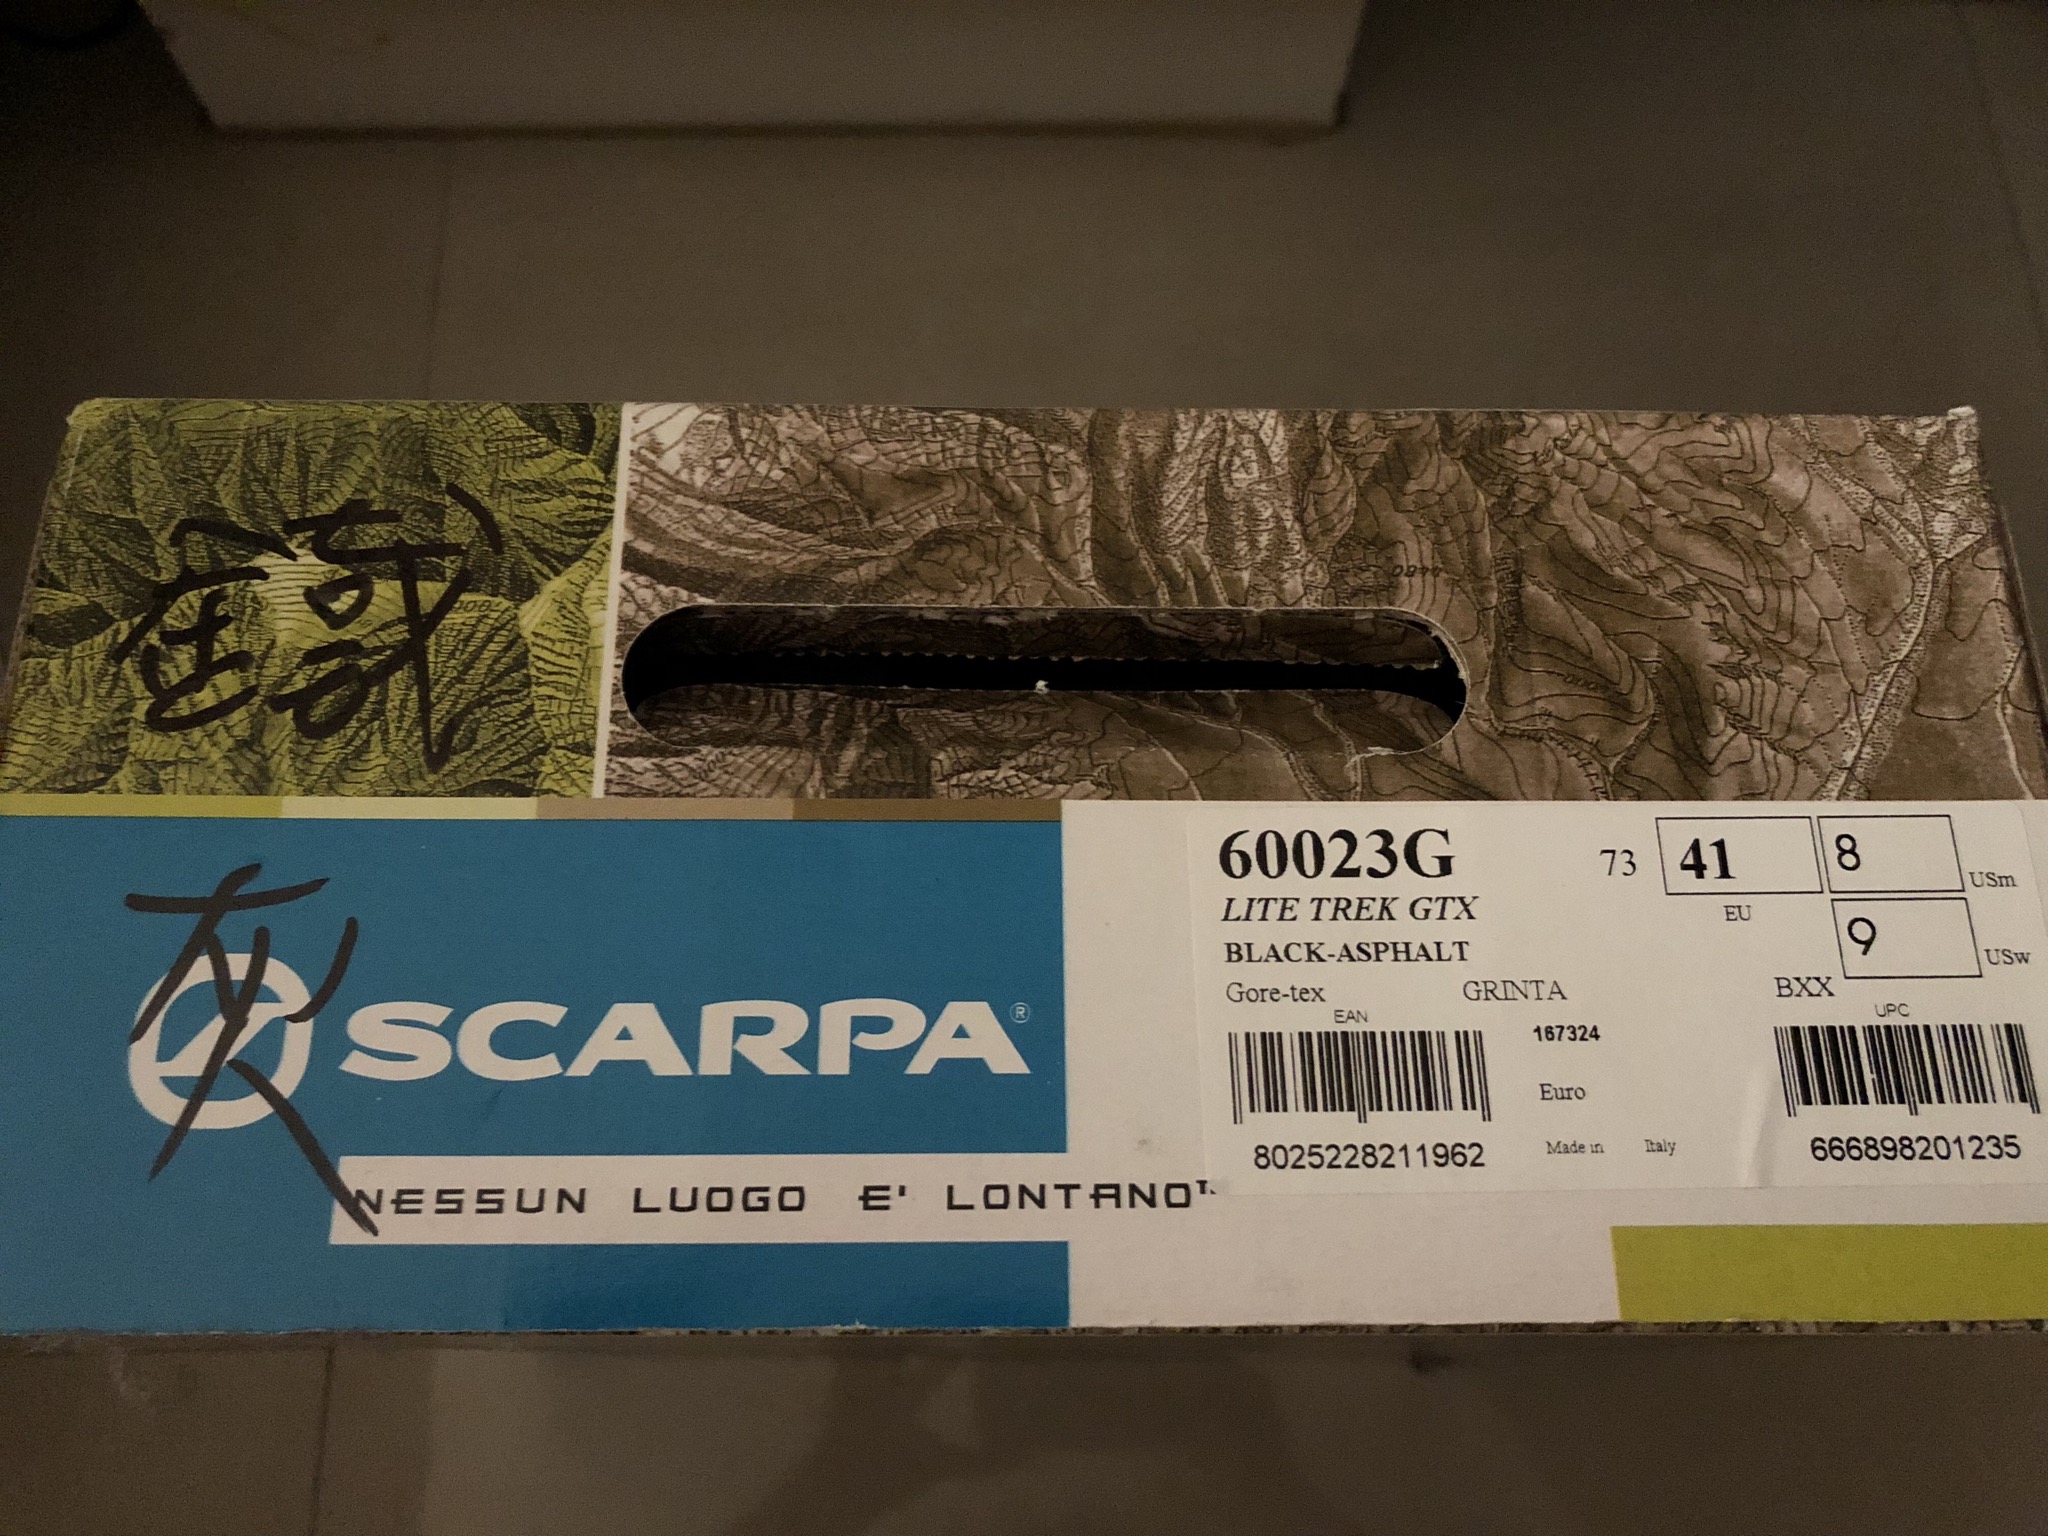 灰
SCARPA®
NESSUN LUOGO E' LONTANO
60023G
LITE TREK GTX
BLACK-ASPHALT
Gore-tex GRINTA BXX
73 41 EU
8 USm
9 USw
EAN
8025228211962
167324
Euro
Made in Italy
UPC
666898201235